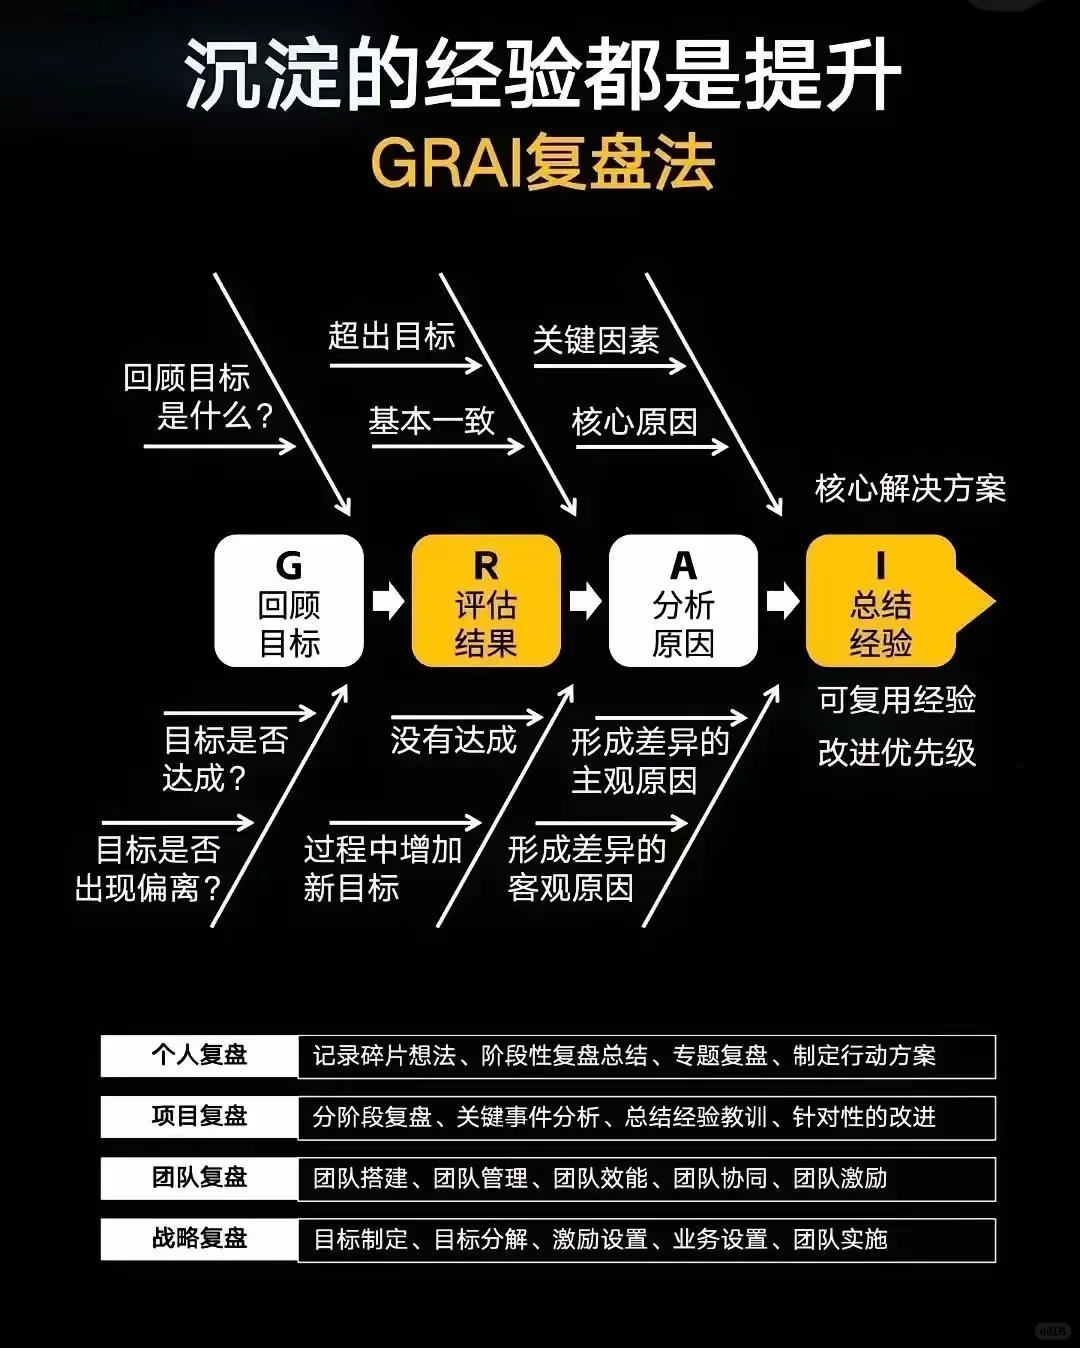 沉淀的经验都是提升
GRAI复盘法
回顾目标
是什么？
超出目标
基本一致
关键因素
核心原因
核心解决方案
G
回顾
目标
R
评估
结果
A
分析
原因
I
总结
经验
目标是否
达成？
目标是否
出现偏离？
没有达成
过程中增加
新目标
形成差异的
主观原因
形成差异的
客观原因
可复用经验
改进优先级
个人复盘
记录碎片想法、阶段性复盘总结、专题复盘、制定行动方案
项目复盘
分阶段复盘、关键事件分析、总结经验教训、针对性的改进
团队复盘
团队搭建、团队管理、团队效能、团队协同、团队激励
战略复盘
目标制定、目标分解、激励设置、业务设置、团队实施
小红书